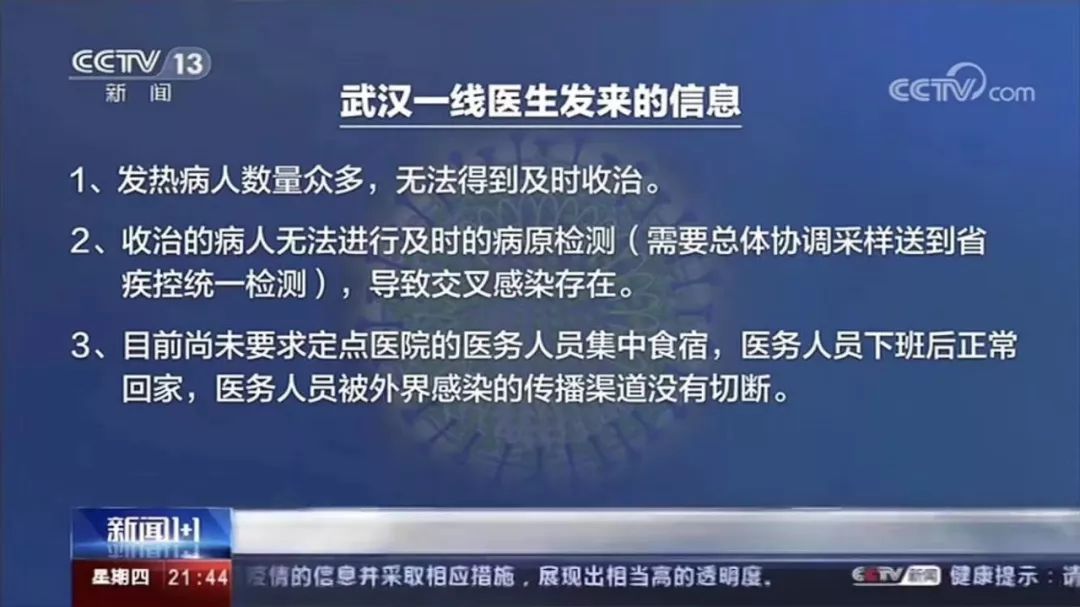 CCTV 13
新闻
CCTV.com
武汉一线医生发来的信息
1、发热病人数量众多，无法得到及时收治。
2、收治的病人无法进行及时的病原检测（需要总体协调采样送到省
疾控统一检测），导致交叉感染存在。
3、目前尚未要求定点医院的医务人员集中食宿，医务人员下班后正常
回家，医务人员被外界感染的传播渠道没有切断。
新闻1+1
星期四 21:44
疫情的信息并采取相应措施，展现出相当高的透明度。 CCTV 新闻 健康提示：请